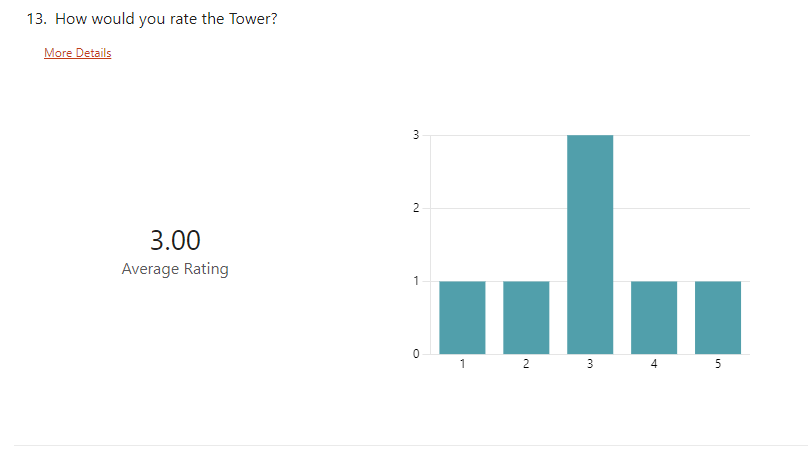 13. How would you rate the Tower?
More Details
3.00
Average Rating
3
2
1
0
1 2 3 4 5